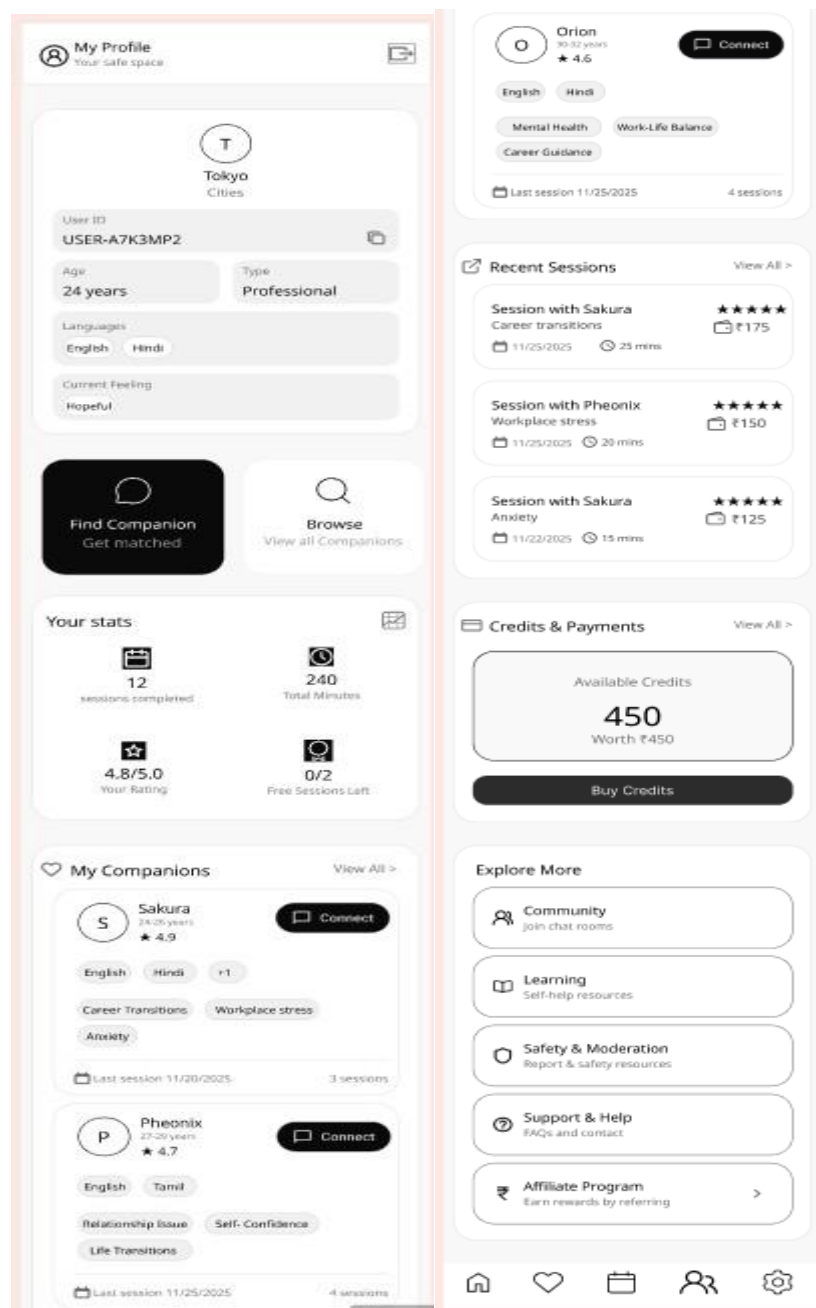 My Profile
Your safe space
T
Tokyo
Cities
User ID
USER-A7K3MP2
Age
24 years
Type
Professional
Languages
English Hindi
Current Feeling
Hopeful
Find Companion
Get matched
Browse
View all Companions
Your stats
12
sessions completed
240
Total Minutes
4.8/5.0
Your Rating
0/2
Free Sessions Left
My Companions View All >
S
Sakura
24-26 years
★ 4.9
Connect
English Hindi +1
Career Transitions Workplace stress
Anxiety
Last session 11/20/2025 3 sessions
P
Pheonix
27-29 years
★ 4.7
Connect
English Tamil
Relationship Issue Self- Confidence
Life Transitions
Last session 11/25/2025 4 sessions
O
Orion
30-32 years
★ 4.6
Connect
English Hindi
Mental Health Work-Life Balance
Career Guidance
Last session 11/25/2025 4 sessions
Recent Sessions View All >
Session with Sakura ★★★★★
Career transitions ₹175
11/25/2025 25 mins
Session with Pheonix ★★★★★
Workplace stress ₹150
11/25/2025 20 mins
Session with Sakura ★★★★★
Anxiety ₹125
11/22/2025 15 mins
Credits & Payments View All >
Available Credits
450
Worth ₹450
Buy Credits
Explore More
Community
Join chat rooms
Learning
Self-help resources
Safety & Moderation
Report & safety resources
Support & Help
FAQs and contact
₹ Affiliate Program >
Earn rewards by referring